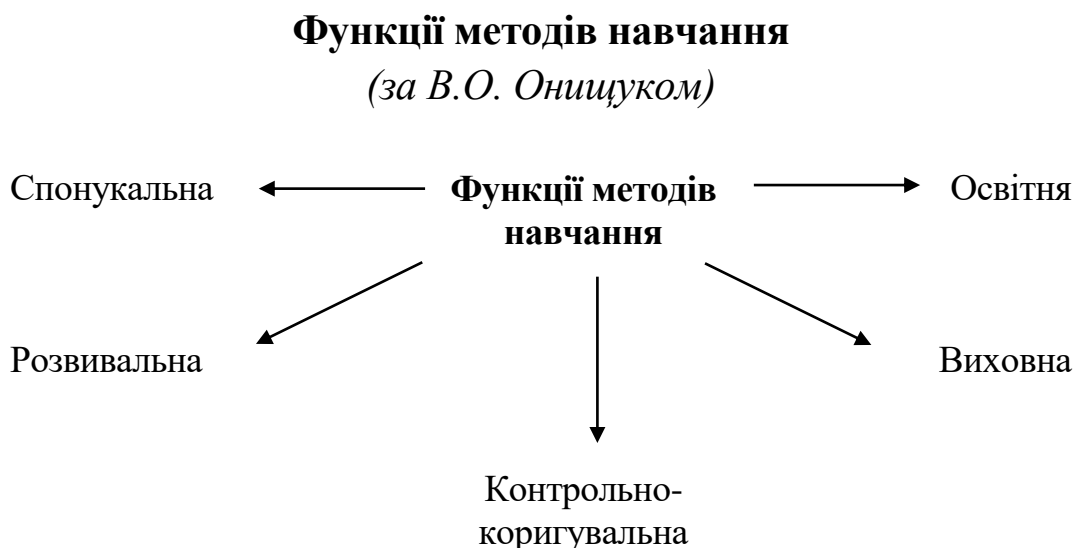 Функції методів навчання
(за В.О. Онищуком)
Спонукальна
Функції методів
навчання
Освітня
Розвивальна
Виховна
Контрольно-
коригувальна